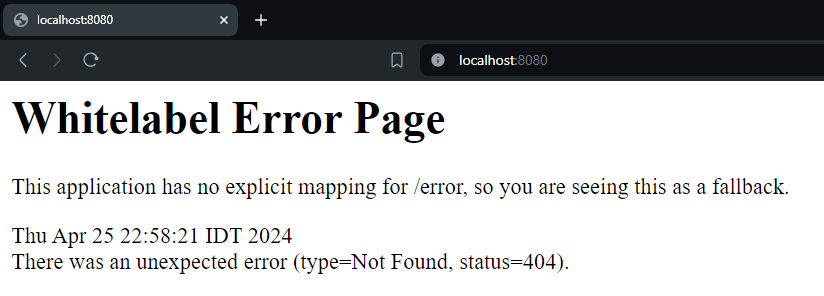 localhost:8080
localhost:8080
Whitelabel Error Page
This application has no explicit mapping for /error, so you are seeing this as a fallback.
Thu Apr 25 22:58:21 IDT 2024
There was an unexpected error (type=Not Found, status=404).